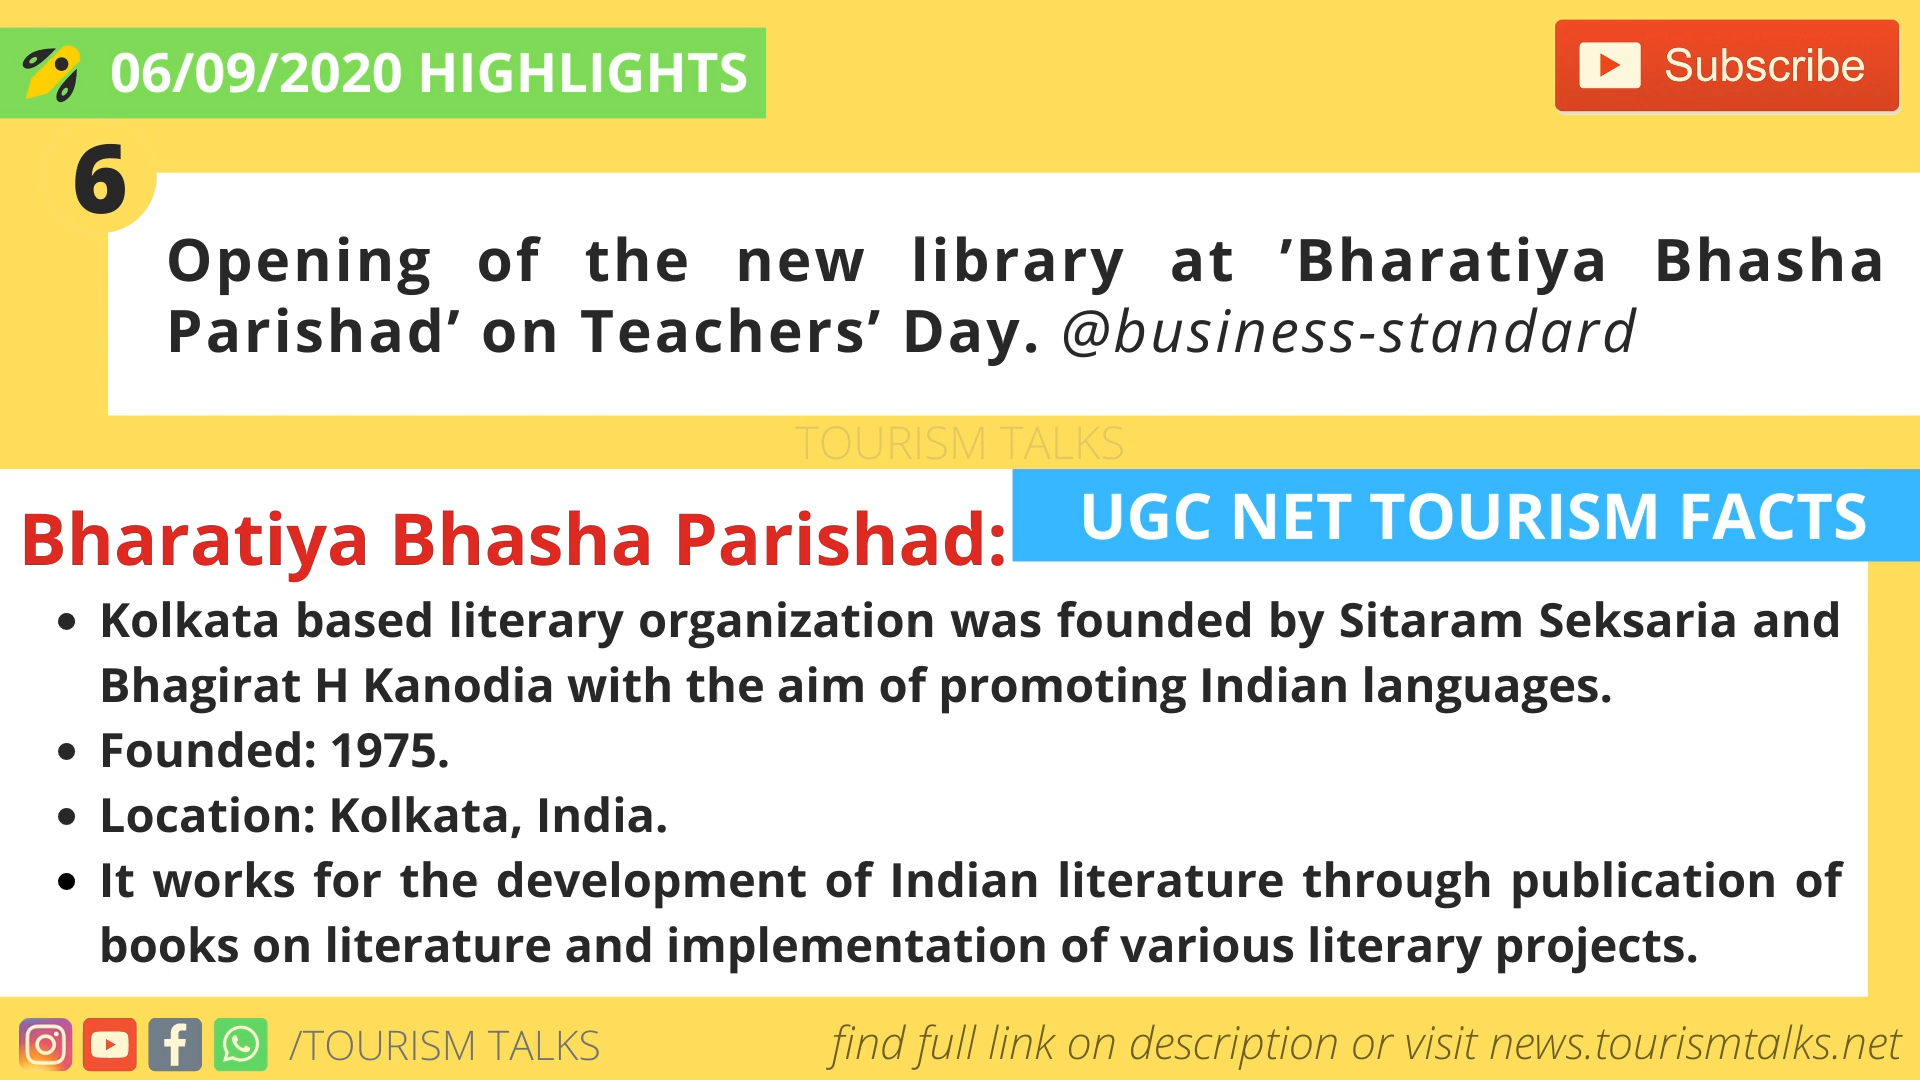 06/09/2020 HIGHLIGHTS
Subscribe
6
Opening of the new library at ’Bharatiya Bhasha
Parishad’ on Teachers’ Day. @business-standard
TOURISM TALKS
UGC NET TOURISM FACTS
Bharatiya Bhasha Parishad:
• Kolkata based literary organization was founded by Sitaram Seksaria and
Bhagirat H Kanodia with the aim of promoting Indian languages.
• Founded: 1975.
• Location: Kolkata, India.
• It works for the development of Indian literature through publication of
books on literature and implementation of various literary projects.
/TOURISM TALKS
find full link on description or visit news.tourismtalks.net